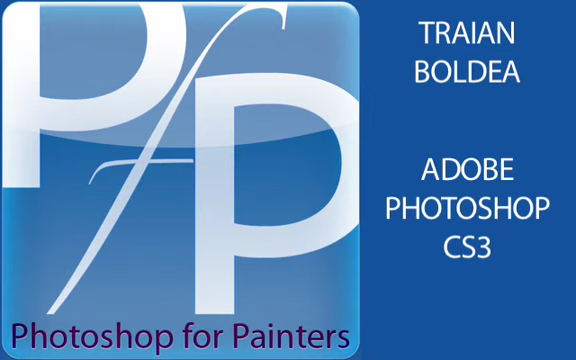 PfP
Photoshop for Painters
TRAIAN
BOLDEA
ADOBE
PHOTOSHOP
CS3